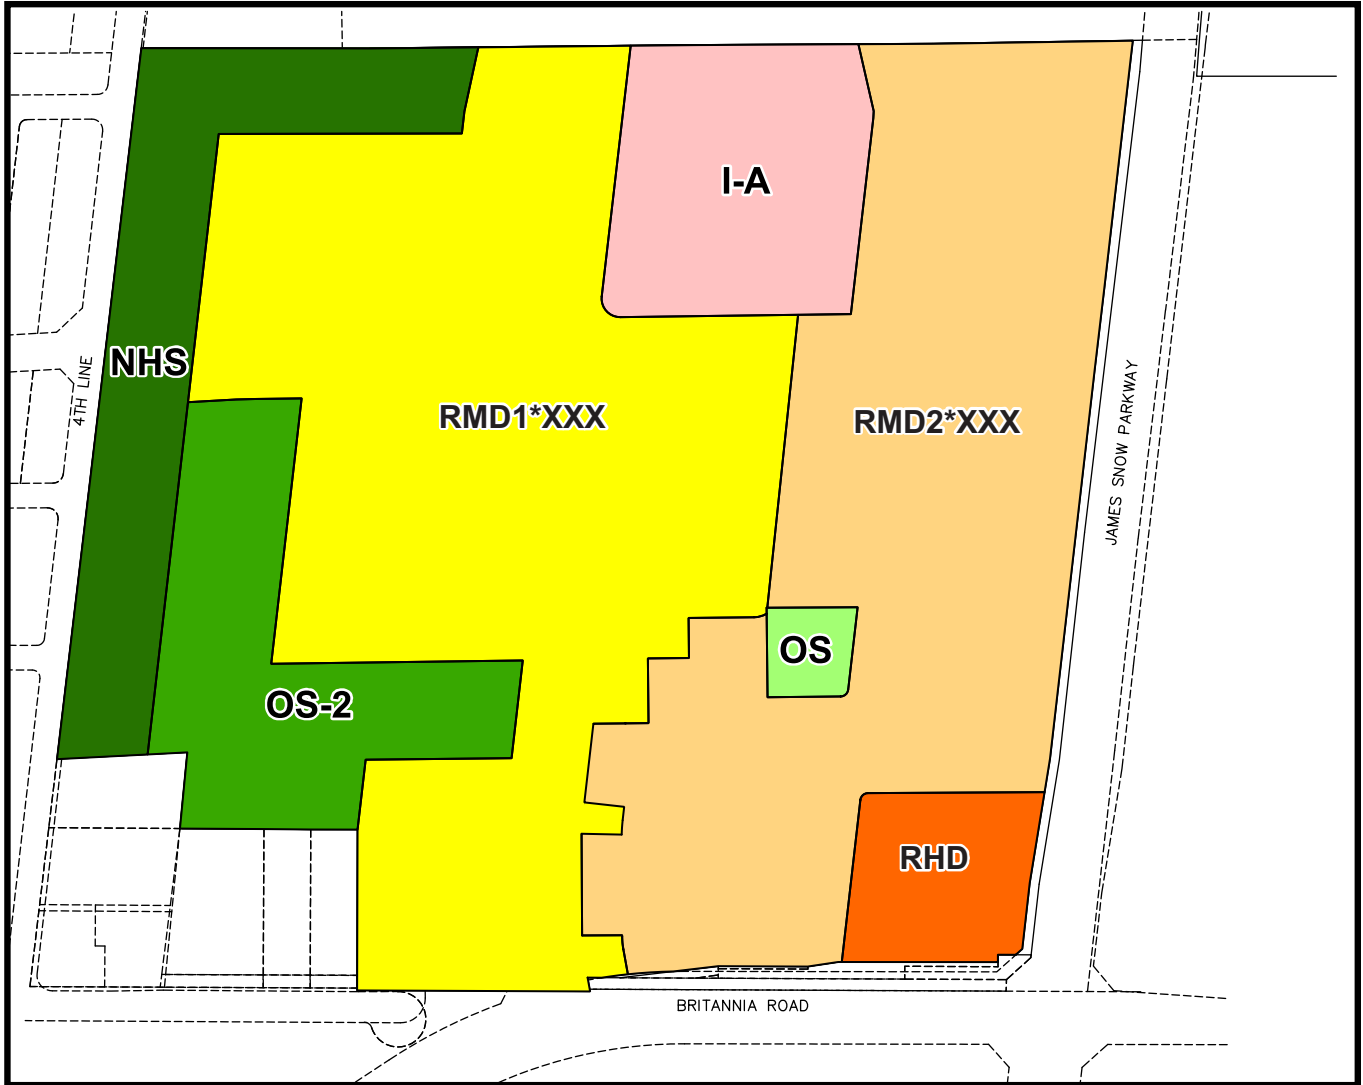 I-A
NHS
4TH LINE
RMD1*XXX
RMD2*XXX
JAMES SNOW PARKWAY
OS
OS-2
RHD
BRITANNIA ROAD